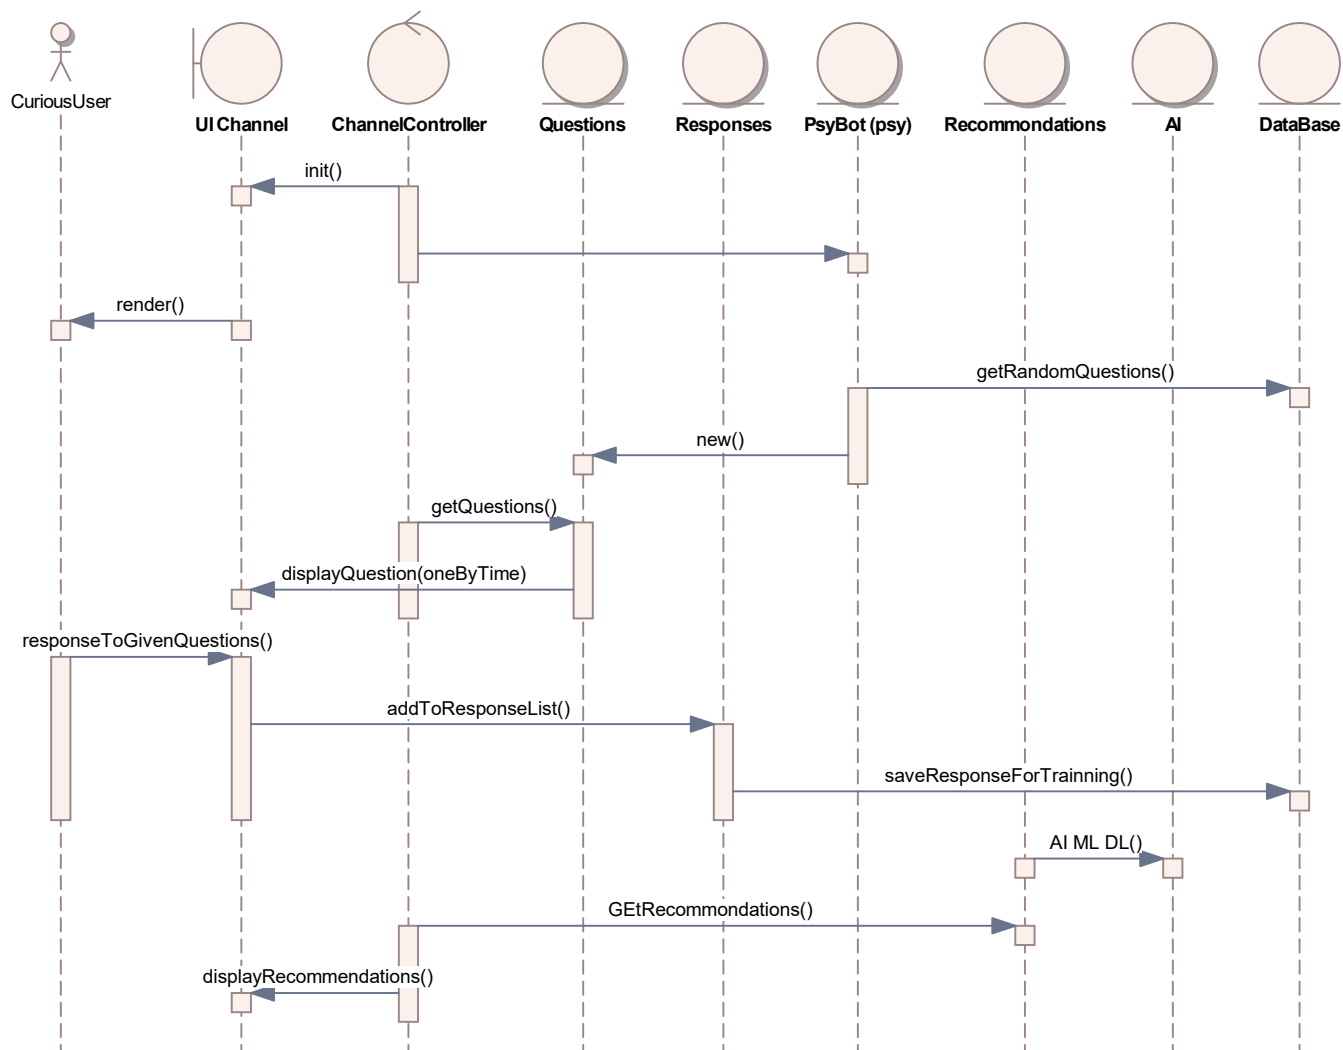 CuriousUser
UI Channel
ChannelController
Questions
Responses
PsyBot (psy)
Recommondations
AI
DataBase
init()
render()
getRandomQuestions()
new()
getQuestions()
displayQuestion(oneByTime)
responseToGivenQuestions()
addToResponseList()
saveResponseForTrainning()
AI ML DL()
GEtRecommondations()
displayRecommendations()